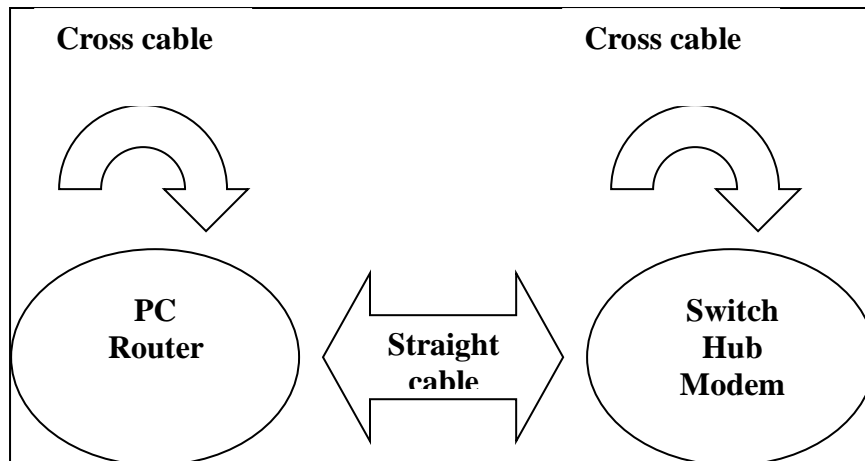 Cross cable
Cross cable
PC
Router
Straight
cable
Switch
Hub
Modem